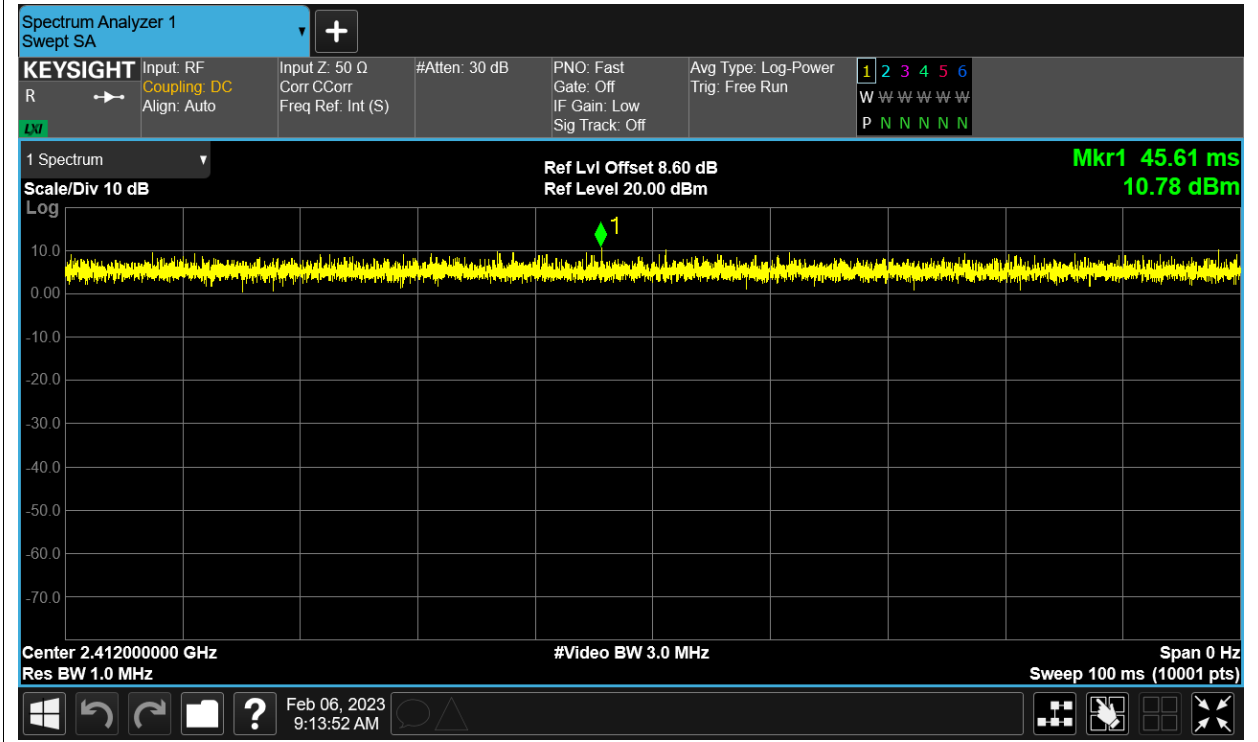 Spectrum Analyzer 1
Swept SA
KEYSIGHT
R
LXI
Input: RF
Coupling: DC
Align: Auto
Input Z: 50 Ω
Corr CCorr
Freq Ref: Int (S)
#Atten: 30 dB
PNO: Fast
Gate: Off
IF Gain: Low
Sig Track: Off
Avg Type: Log-Power
Trig: Free Run
1 2 3 4 5 6
W W W W W W
P N N N N N
1 Spectrum
Scale/Div 10 dB
Log
Ref Lvl Offset 8.60 dB
Ref Level 20.00 dBm
Mkr1 45.61 ms
10.78 dBm
1
10.0
0.00
-10.0
-20.0
-30.0
-40.0
-50.0
-60.0
-70.0
Center 2.412000000 GHz
Res BW 1.0 MHz
#Video BW 3.0 MHz
Span 0 Hz
Sweep 100 ms (10001 pts)
?
Feb 06, 2023
9:13:52 AM